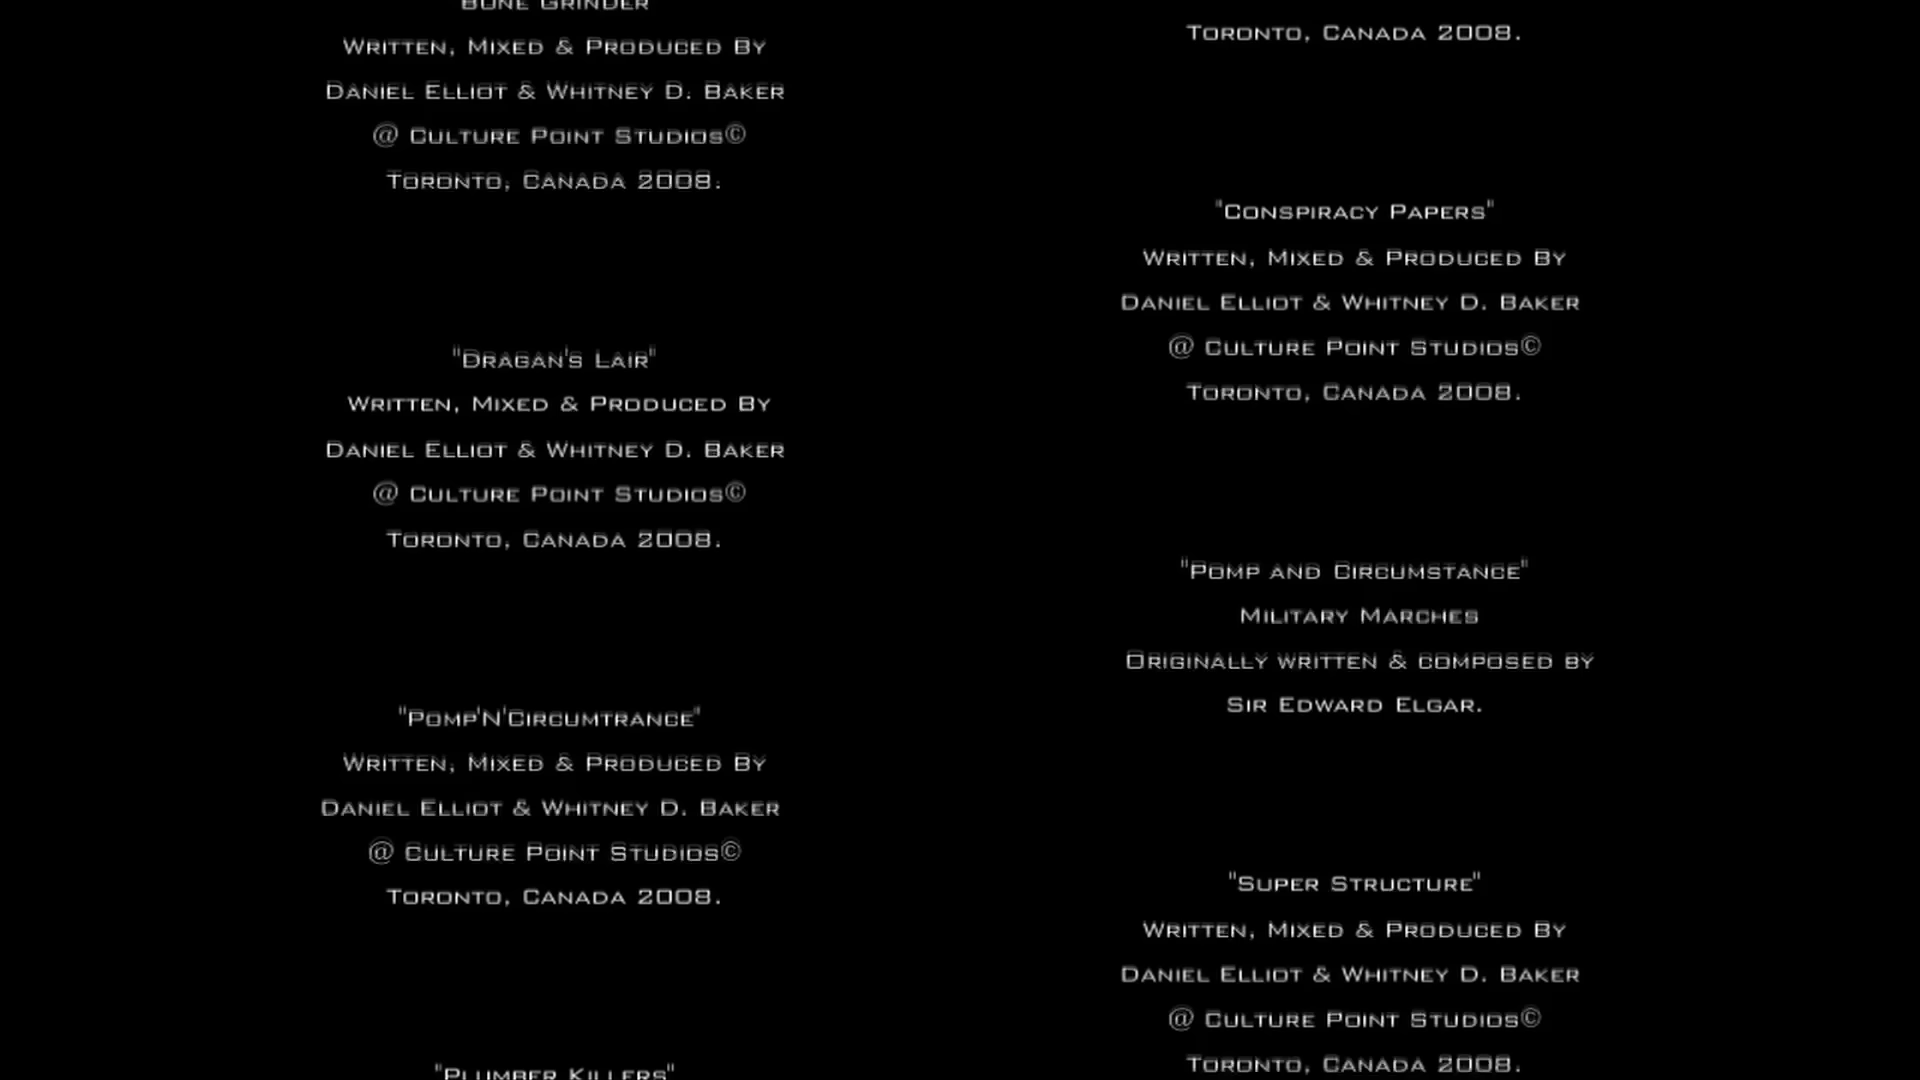 Bone Grinder
Written, Mixed & Produced By
Daniel Elliot & Whitney D. Baker
@ Culture Point Studios©
Toronto, Canada 2008.
"Dragan's Lair"
Written, Mixed & Produced By
Daniel Elliot & Whitney D. Baker
@ Culture Point Studios©
Toronto, Canada 2008.
"Pomp'N'Circumtrance"
Written, Mixed & Produced By
Daniel Elliot & Whitney D. Baker
@ Culture Point Studios©
Toronto, Canada 2008.
"Plumber Killers"
Toronto, Canada 2008.
"Conspiracy Papers"
Written, Mixed & Produced By
Daniel Elliot & Whitney D. Baker
@ Culture Point Studios©
Toronto, Canada 2008.
"Pomp and Circumstance"
Military Marches
Originally written & composed by
Sir Edward Elgar.
"Super Structure"
Written, Mixed & Produced By
Daniel Elliot & Whitney D. Baker
@ Culture Point Studios©
Toronto, Canada 2008.